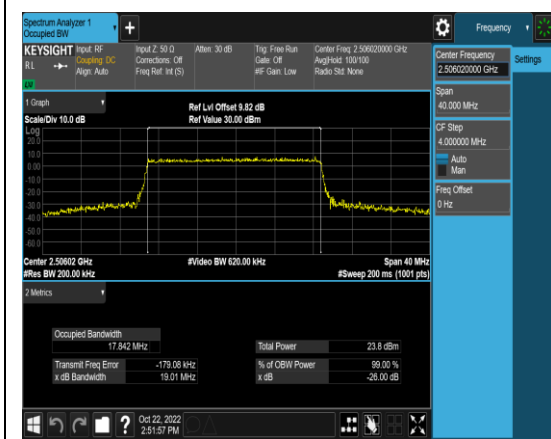 Spectrum Analyzer 1
Occupied BW
Frequency
KEYSIGHT
RL
Input: RF
Coupling: DC
Align: Auto
Input Z: 50 Ω
Corrections: Off
Freq Ref: Int (S)
Atten: 30 dB
Trig: Free Run
Gate: Off
#IF Gain: Low
Center Freq: 2.506020000 GHz
Avg|Hold: 100/100
Radio Std: None
Center Frequency
2.506020000 GHz
Settings
Span
40.000 MHz
CF Step
4.000000 MHz
Auto
Man
Freq Offset
0 Hz
1 Graph
Scale/Div 10.0 dB
Ref Lvl Offset 9.82 dB
Ref Value 30.00 dBm
Log
20.0
10.0
0.00
-10.0
-20.0
-30.0
-40.0
-50.0
-60.0
Center 2.50602 GHz
#Res BW 200.00 kHz
#Video BW 620.00 kHz
Span 40 MHz
#Sweep 200 ms (1001 pts)
2 Metrics
Occupied Bandwidth
17.842 MHz
Total Power 23.8 dBm
Transmit Freq Error -179.08 kHz
% of OBW Power 99.00 %
x dB Bandwidth 19.01 MHz
x dB -26.00 dB
?
Oct 22, 2022
2:51:57 PM